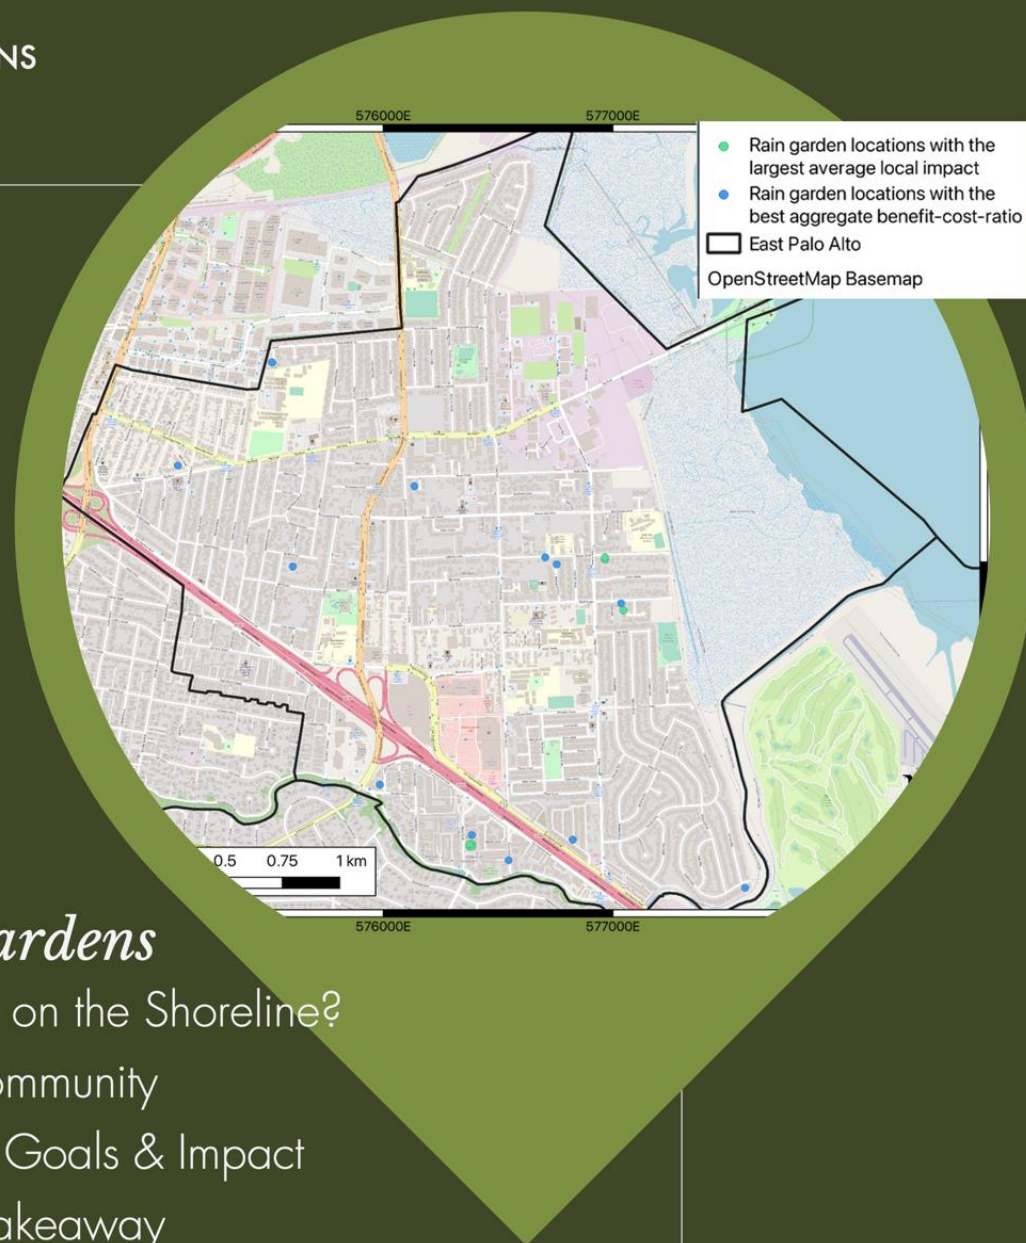 NS
576000E
577000E
Rain garden locations with the
largest average local impact
Rain garden locations with the
best aggregate benefit-cost-ratio
East Palo Alto
OpenStreetMap Basemap
0.5 0.75 1 km
576000E
577000E
ardens
on the Shoreline?
ommunity
Goals & Impact
akeaway